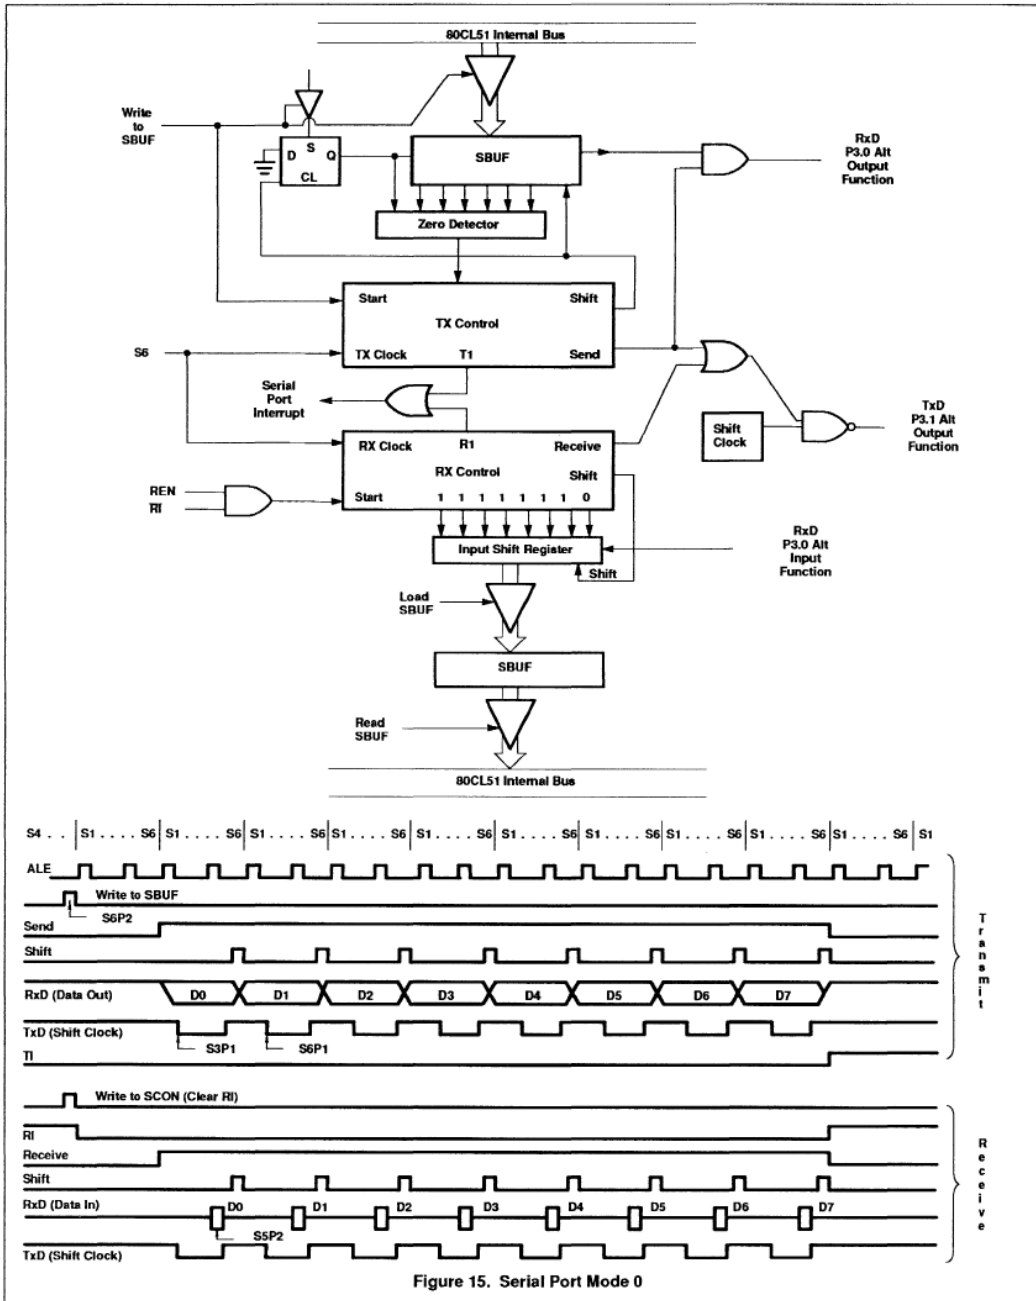 80CL51 Internal Bus
Write
to
SBUF
S
D Q
CL
SBUF
RxD
P3.0 Alt
Output
Function
Zero Detector
Start Shift
TX Control
S6
TX Clock T1 Send
Serial
Port
Interrupt
TxD
P3.1 Alt
Output
Function
Shift
Clock
RX Clock R1 Receive
RX Control Shift
REN
RI
Start 1 1 1 1 1 1 1 0
Input Shift Register
RxD
P3.0 Alt
Input
Function
Shift
Load
SBUF
SBUF
Read
SBUF
80CL51 Internal Bus
S4 . . S1 . . . . S6 S1 . . . . S6 S1 . . . . S6 S1 . . . . S6 S1 . . . . S6 S1 . . . . S6 S1 . . . . S6 S1 . . . . S6 S1 . . . . S6 S1 . . . . S6 S1
ALE
Write to SBUF
S6P2
Send
Shift
RxD (Data Out) D0 D1 D2 D3 D4 D5 D6 D7
TxD (Shift Clock)
S3P1 S6P1
TI
Transmit
Write to SCON (Clear RI)
RI
Receive
Shift
RxD (Data In) D0 D1 D2 D3 D4 D5 D6 D7
S5P2
TxD (Shift Clock)
Receive
Figure 15. Serial Port Mode 0